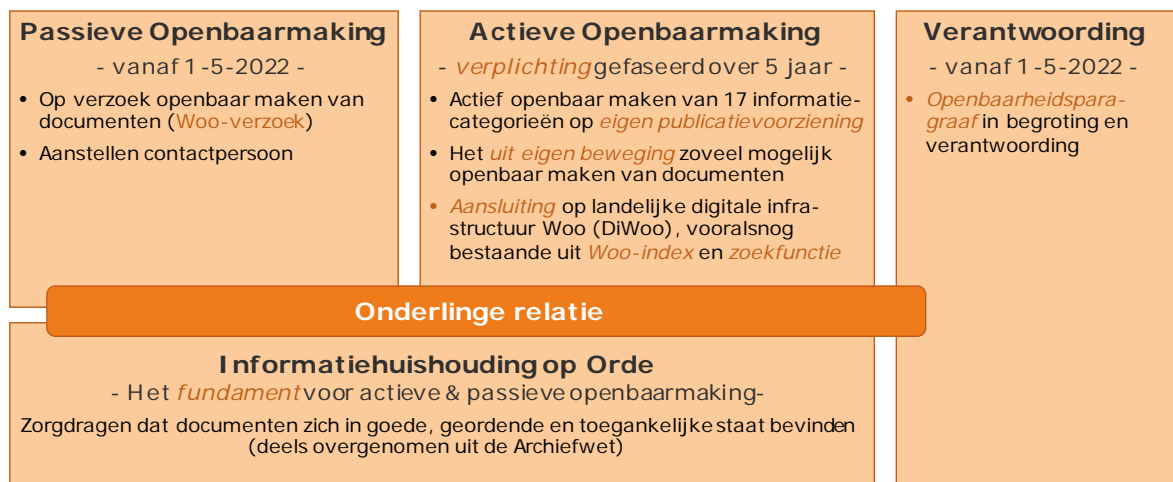 Passieve Openbaarmaking
- vanaf 1-5-2022 -
• Op verzoek openbaar maken van
documenten (Woo-verzoek)
• Aanstellen contactpersoon
Actieve Openbaarmaking
- verplichting gefaseerd over 5 jaar -
• Actief openbaar maken van 17 informatie-
categorieën op eigen publicatievoorziening
• Het uit eigen beweging zoveel mogelijk
openbaar maken van documenten
• Aansluiting op landelijke digitale infra-
structuur Woo (DiWoo), vooralsnog
bestaande uit Woo-index en zoekfunctie
Verantwoording
- vanaf 1-5-2022 -
• Openbaarheidspara-
graaf in begroting en
verantwoording
Onderlinge relatie
Informatiehuishouding op Orde
- Het fundament voor actieve & passieve openbaarmaking-
Zorgdragen dat documenten zich in goede, geordende en toegankelijke staat bevinden
(deels overgenomen uit de Archiefwet)